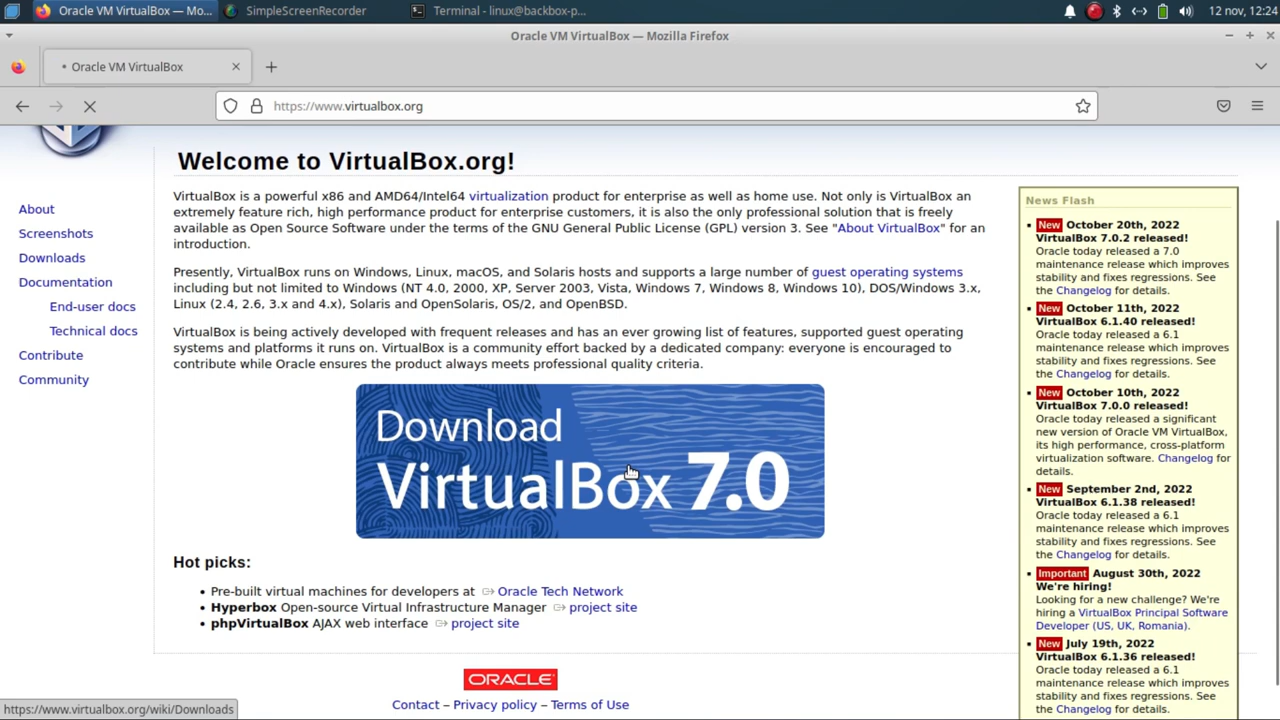 Oracle VM VirtualBox — Mo...
SimpleScreenRecorder
Terminal - linux@backbox-p...
12 nov, 12:24
Oracle VM VirtualBox — Mozilla Firefox
Oracle VM VirtualBox
https://www.virtualbox.org
Welcome to VirtualBox.org!
VirtualBox is a powerful x86 and AMD64/Intel64 virtualization product for enterprise as well as home use. Not only is VirtualBox an
extremely feature rich, high performance product for enterprise customers, it is also the only professional solution that is freely
available as Open Source Software under the terms of the GNU General Public License (GPL) version 3. See "About VirtualBox" for an
introduction.
Presently, VirtualBox runs on Windows, Linux, macOS, and Solaris hosts and supports a large number of guest operating systems
including but not limited to Windows (NT 4.0, 2000, XP, Server 2003, Vista, Windows 7, Windows 8, Windows 10), DOS/Windows 3.x,
Linux (2.4, 2.6, 3.x and 4.x), Solaris and OpenSolaris, OS/2, and OpenBSD.
VirtualBox is being actively developed with frequent releases and has an ever growing list of features, supported guest operating
systems and platforms it runs on. VirtualBox is a community effort backed by a dedicated company: everyone is encouraged to
contribute while Oracle ensures the product always meets professional quality criteria.
About
Screenshots
Downloads
Documentation
End-user docs
Technical docs
Contribute
Community
Download
VirtualBox 7.0
Hot picks:
• Pre-built virtual machines for developers at Oracle Tech Network
• Hyperbox Open-source Virtual Infrastructure Manager project site
• phpVirtualBox AJAX web interface project site
ORACLE
Contact – Privacy policy – Terms of Use
News Flash
New October 20th, 2022
VirtualBox 7.0.2 released!
Oracle today released a 7.0
maintenance release which improves
stability and fixes regressions. See
the Changelog for details.
New October 11th, 2022
VirtualBox 6.1.40 released!
Oracle today released a 6.1
maintenance release which improves
stability and fixes regressions. See
the Changelog for details.
New October 10th, 2022
VirtualBox 7.0.0 released!
Oracle today released a significant
new version of Oracle VM VirtualBox,
its high performance, cross-platform
virtualization software. Changelog for
details.
New September 2nd, 2022
VirtualBox 6.1.38 released!
Oracle today released a 6.1
maintenance release which improves
stability and fixes regressions. See
the Changelog for details.
Important August 30th, 2022
We're hiring!
Looking for a new challenge? We're
hiring a VirtualBox Principal Software
Developer (US, UK, Romania).
New July 19th, 2022
VirtualBox 6.1.36 released!
Oracle today released a 6.1
maintenance release which improves
stability and fixes regressions. See
the Changelog for details.
https://www.virtualbox.org/wiki/Downloads